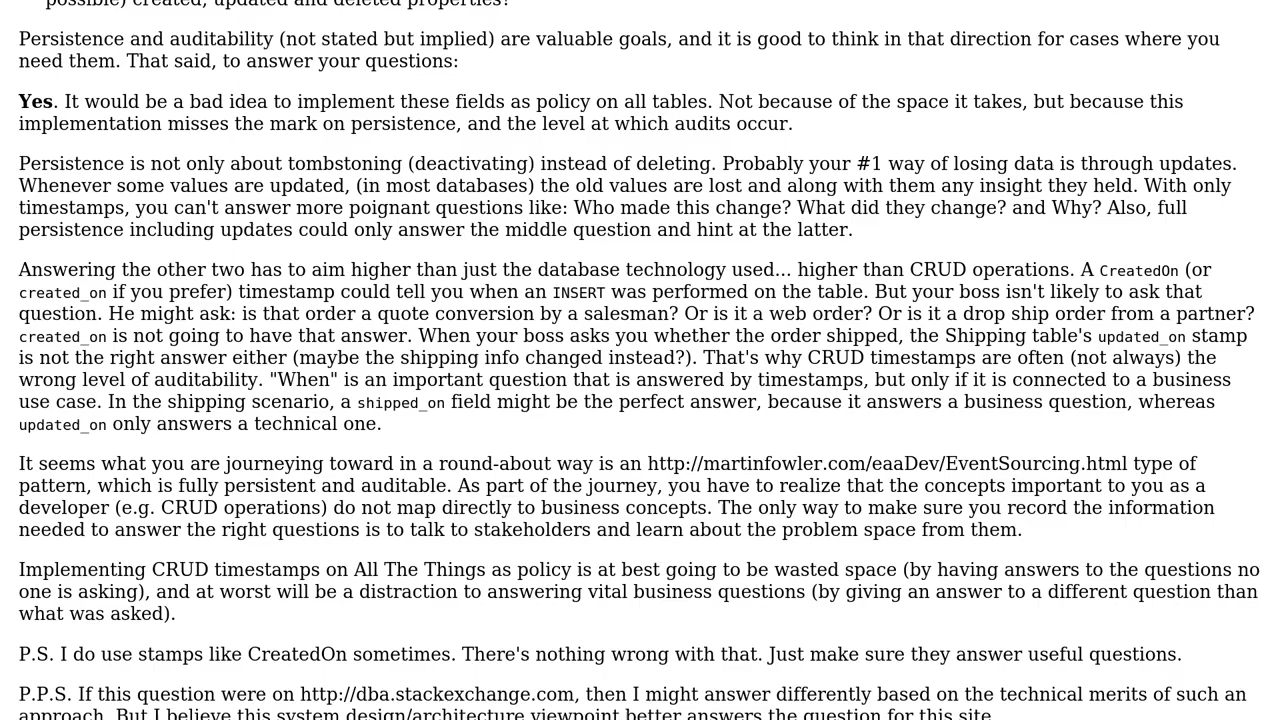 possible) created, updated and deleted properties?
Persistence and auditability (not stated but implied) are valuable goals, and it is good to think in that direction for cases where you
need them. That said, to answer your questions:
Yes. It would be a bad idea to implement these fields as policy on all tables. Not because of the space it takes, but because this
implementation misses the mark on persistence, and the level at which audits occur.
Persistence is not only about tombstoning (deactivating) instead of deleting. Probably your #1 way of losing data is through updates.
Whenever some values are updated, (in most databases) the old values are lost and along with them any insight they held. With only
timestamps, you can't answer more poignant questions like: Who made this change? What did they change? and Why? Also, full
persistence including updates could only answer the middle question and hint at the latter.
Answering the other two has to aim higher than just the database technology used... higher than CRUD operations. A CreatedOn (or
created_on if you prefer) timestamp could tell you when an INSERT was performed on the table. But your boss isn't likely to ask that
question. He might ask: is that order a quote conversion by a salesman? Or is it a web order? Or is it a drop ship order from a partner?
created_on is not going to have that answer. When your boss asks you whether the order shipped, the Shipping table's updated_on stamp
is not the right answer either (maybe the shipping info changed instead?). That's why CRUD timestamps are often (not always) the
wrong level of auditability. "When" is an important question that is answered by timestamps, but only if it is connected to a business
use case. In the shipping scenario, a shipped_on field might be the perfect answer, because it answers a business question, whereas
updated_on only answers a technical one.
It seems what you are journeying toward in a round-about way is an http://martinfowler.com/eaaDev/EventSourcing.html type of
pattern, which is fully persistent and auditable. As part of the journey, you have to realize that the concepts important to you as a
developer (e.g. CRUD operations) do not map directly to business concepts. The only way to make sure you record the information
needed to answer the right questions is to talk to stakeholders and learn about the problem space from them.
Implementing CRUD timestamps on All The Things as policy is at best going to be wasted space (by having answers to the questions no
one is asking), and at worst will be a distraction to answering vital business questions (by giving an answer to a different question than
what was asked).
P.S. I do use stamps like CreatedOn sometimes. There's nothing wrong with that. Just make sure they answer useful questions.
P.P.S. If this question were on http://dba.stackexchange.com, then I might answer differently based on the technical merits of such an
approach. But I believe this system design/architecture viewpoint better answers the question for this site.